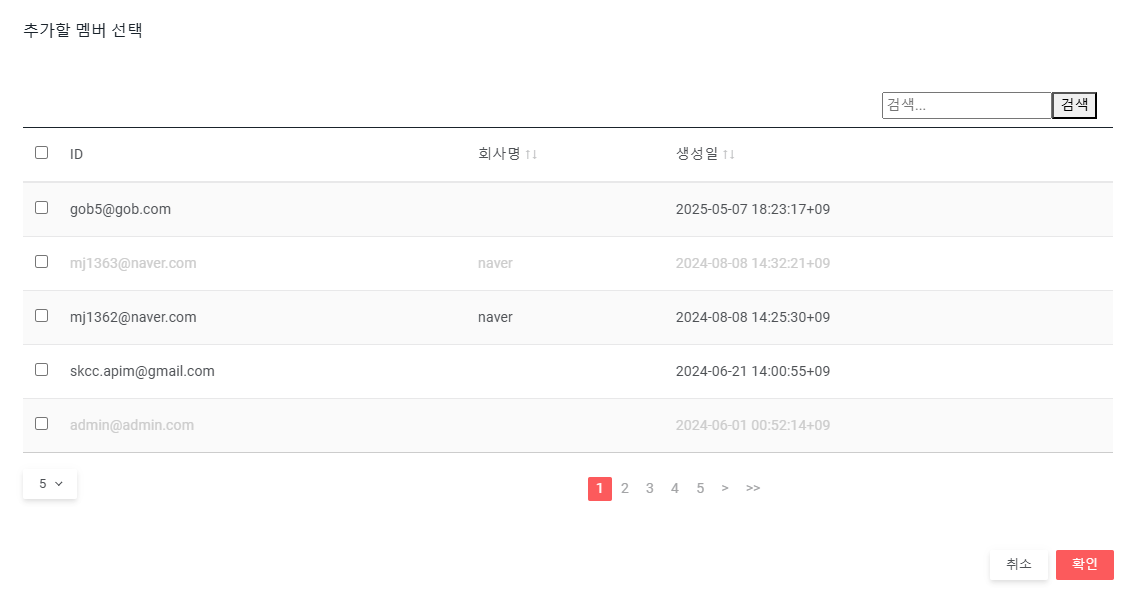 추가할 멤버 선택
검색... 검색
ID 회사명 ↑↓ 생성일 ↑↓
gob5@gob.com 2025-05-07 18:23:17+09
mj1363@naver.com naver 2024-08-08 14:32:21+09
mj1362@naver.com naver 2024-08-08 14:25:30+09
skcc.apim@gmail.com 2024-06-21 14:00:55+09
admin@admin.com 2024-06-01 00:52:14+09
5 1 2 3 4 5 > >>
취소 확인